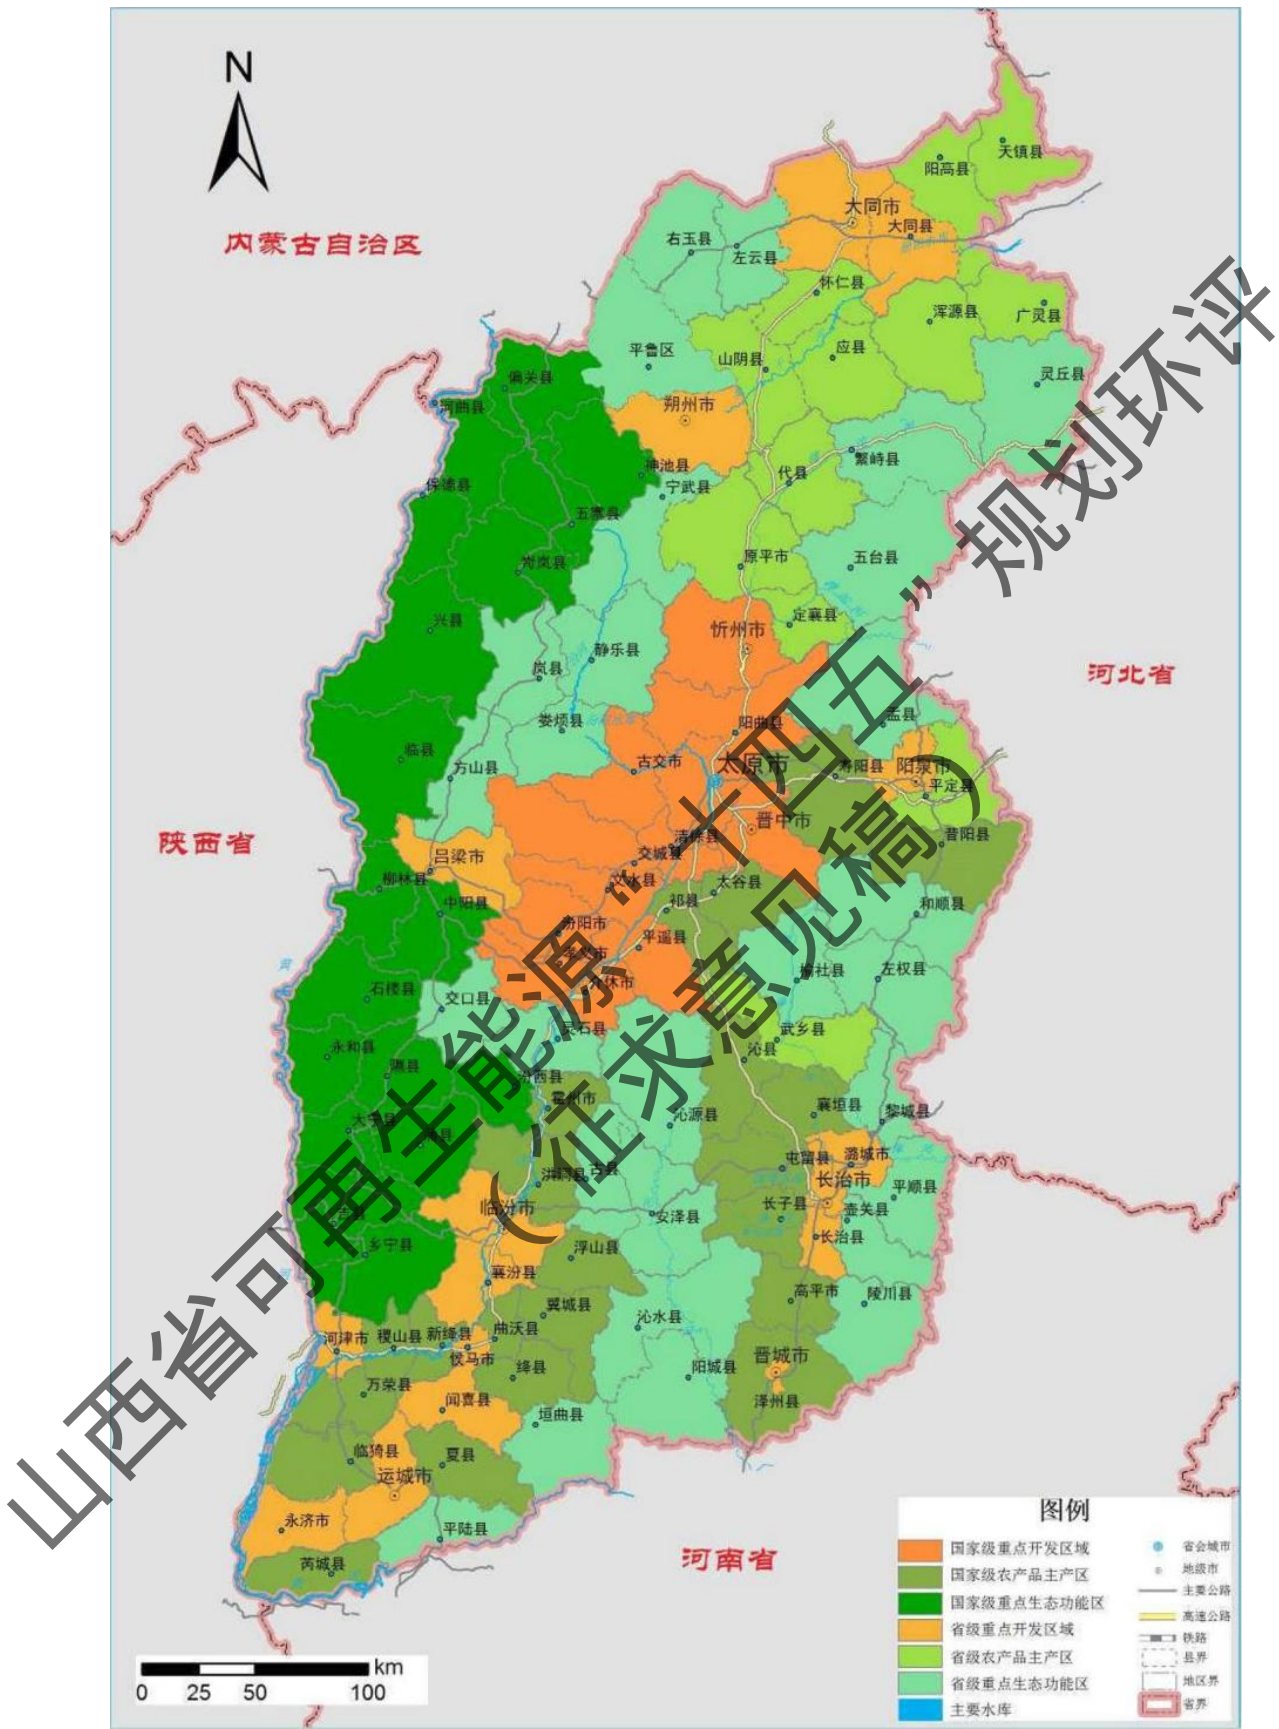 N
天镇县
阳高县
大同市
大同县
内蒙古自治区
右玉县
左云县
怀仁县
浑源县
广灵县
平鲁区
山阴县
应县
灵丘县
偏关县
河曲县
朔州市
神池县
宁武县
代县
繁峙县
保德县
五寨县
岢岚县
原平市
五台县
兴县
定襄县
忻州市
静乐县
岚县
河北省
娄烦县
阳曲县
盂县
临县
方山县
古交市
太原市
寿阳县
阳泉市
平定县
陕西省
晋中市
清徐县
昔阳县
吕梁市
交城县
柳林县
文水县
太谷县
中阳县
祁县
和顺县
汾阳市
平遥县
孝义市
介休市
榆社县
左权县
石楼县
交口县
灵石县
武乡县
永和县
隰县
沁县
汾西县
霍州市
沁源县
襄垣县
黎城县
大宁县
屯留县
潞城市
洪洞县
古县
长治市
平顺县
临汾市
长子县
壶关县
吉县
安泽县
乡宁县
浮山县
长治县
襄汾县
翼城县
高平市
陵川县
沁水县
河津市
稷山县
新绛县
曲沃县
侯马市
晋城市
绛县
阳城县
万荣县
闻喜县
泽州县
垣曲县
临猗县
夏县
运城市
永济市
平陆县
芮城县
河南省
山西省可再生能源“十四五”规划环评
（征求意见稿）
图例
国家级重点开发区域
国家级农产品主产区
国家级重点生态功能区
省级重点开发区域
省级农产品主产区
省级重点生态功能区
主要水库
省会城市
地级市
主要公路
高速公路
铁路
县界
地区界
省界
km
0 25 50 100